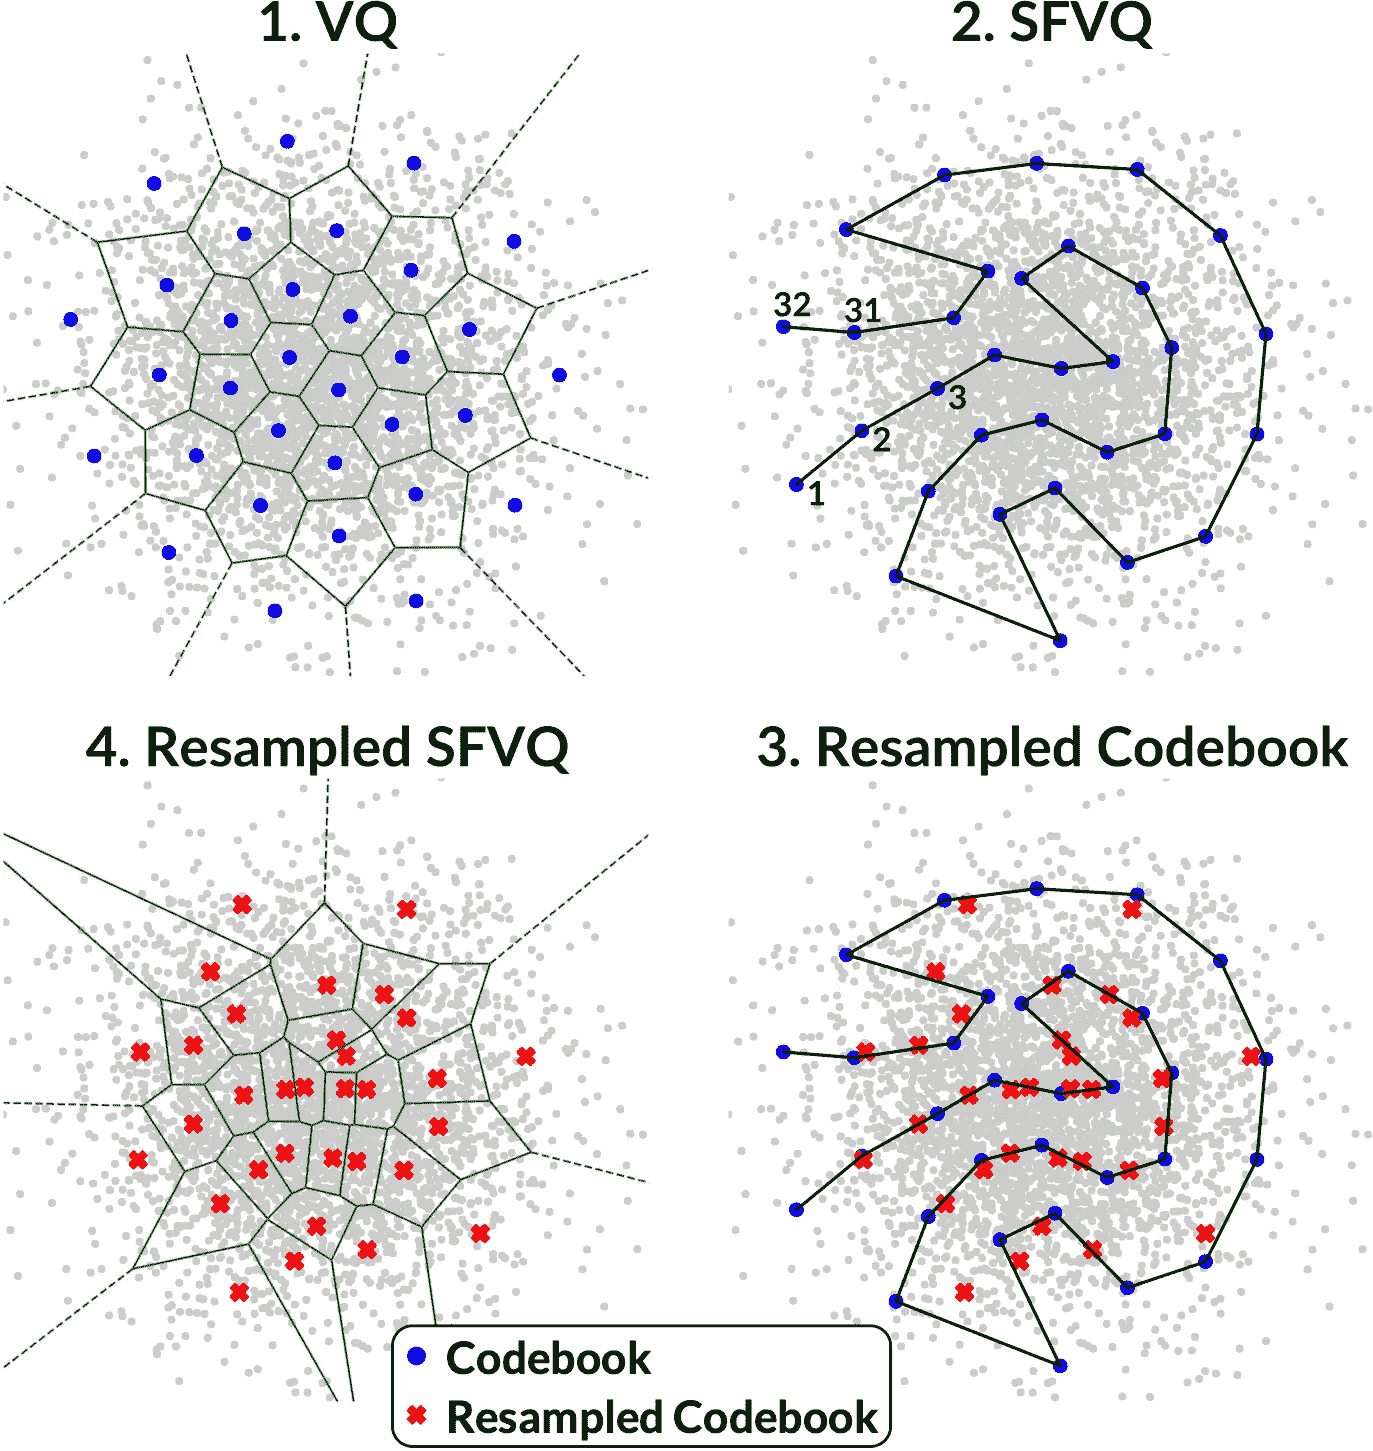 1. VQ
2. SFVQ
32
31
3
2
1
4. Resampled SFVQ
3. Resampled Codebook
Codebook
Resampled Codebook